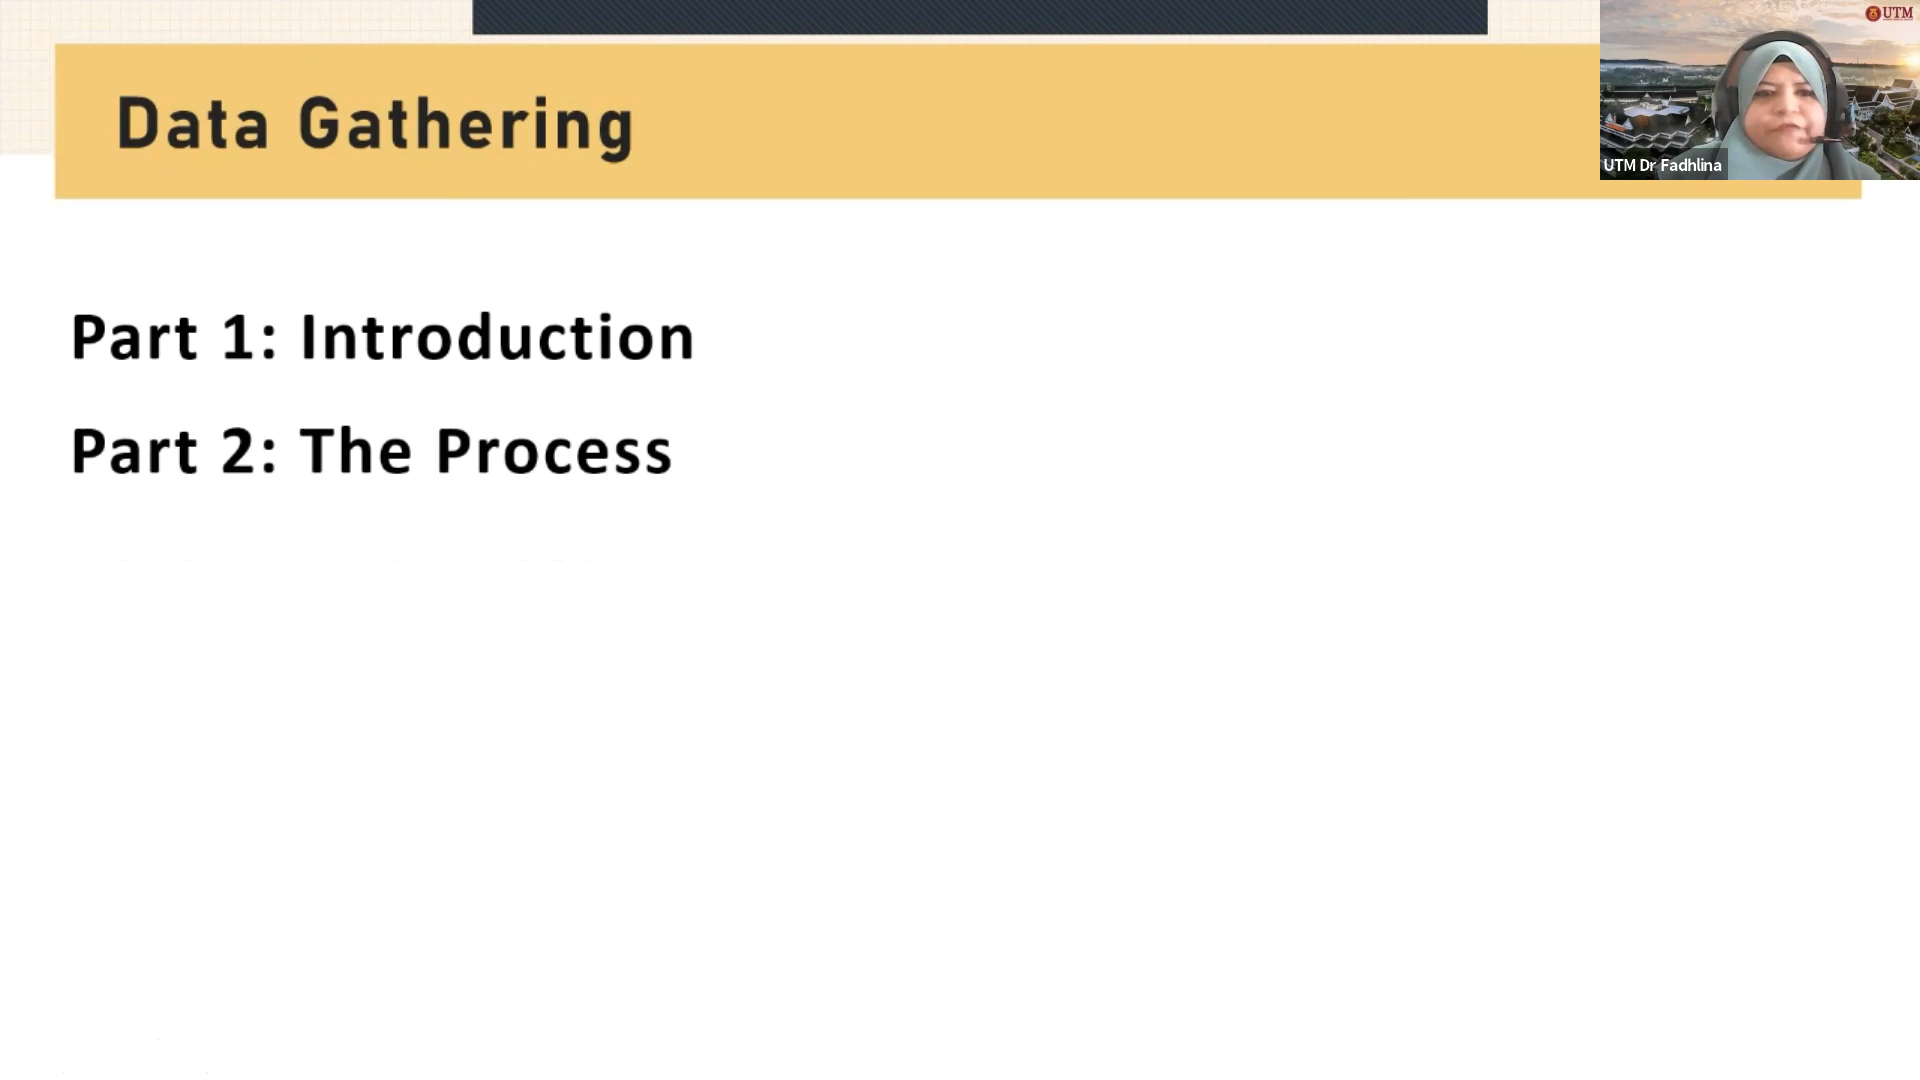 Data Gathering
UTM
UTM Dr Fadhlina
Part 1: Introduction
Part 2: The Process